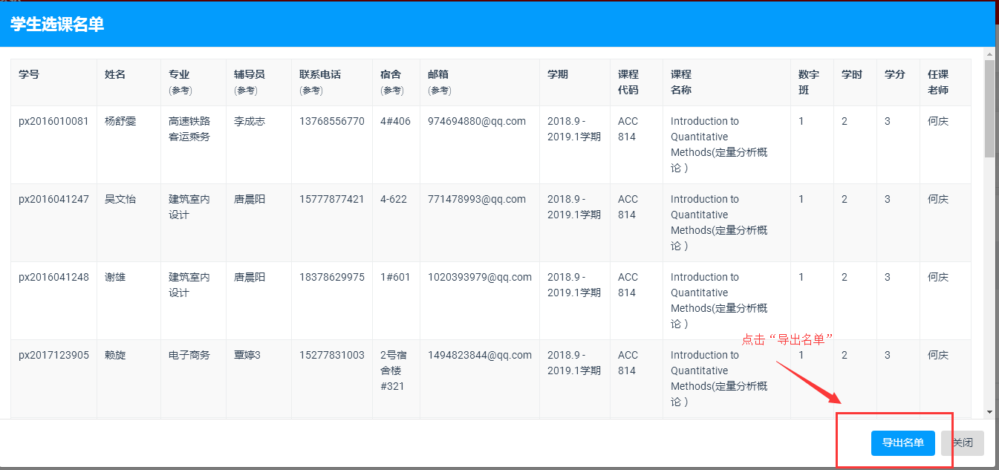 学生选课名单
学号 姓名 专业 辅导员 联系电话 宿舍 邮箱 学期 课程 课程 数字 学时 学分 任课
(参考) (参考) (参考) (参考) (参考) 代码 名称 班 老师
px2016010081 杨舒雯 高速铁路 李成志 13768556770 4#406 974694880@qq.com 2018.9 - ACC Introduction to 1 2 3 何庆
客运乘务 2019.1学期 814 Quantitative
Methods(定量分析概
论 )
px2016041247 吴文怡 建筑室内 唐晨阳 15777877421 4-622 771478993@qq.com 2018.9 - ACC Introduction to 1 2 3 何庆
设计 2019.1学期 814 Quantitative
Methods(定量分析概
论 )
px2016041248 谢雄 建筑室内 唐晨阳 18378629975 1#601 1020393979@qq.com 2018.9 - ACC Introduction to 1 2 3 何庆
设计 2019.1学期 814 Quantitative
Methods(定量分析概
论 )
点击“导出名单”
px2017123905 赖旋 电子商务 覃婷3 15277831003 2号宿 1494823844@qq.com 2018.9 - ACC Introduction to 1 2 3 何庆
舍楼 2019.1学期 814 Quantitative
#321 Methods(定量分析概
论 )
导出名单 关闭